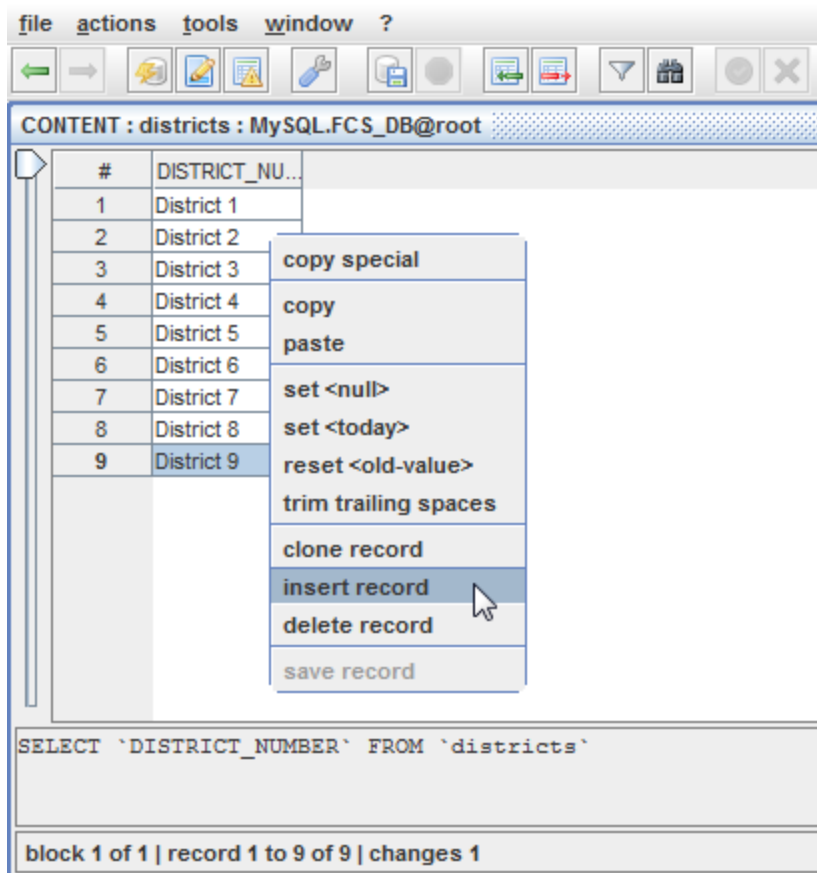 file actions tools window ?
CONTENT : districts : MySQL.FCS_DB@root
# DISTRICT_NU...
1 District 1
2 District 2
3 District 3
4 District 4
5 District 5
6 District 6
7 District 7
8 District 8
9 District 9
copy special
copy
paste
set <null>
set <today>
reset <old-value>
trim trailing spaces
clone record
insert record
delete record
save record
SELECT `DISTRICT_NUMBER` FROM `districts`
block 1 of 1 | record 1 to 9 of 9 | changes 1